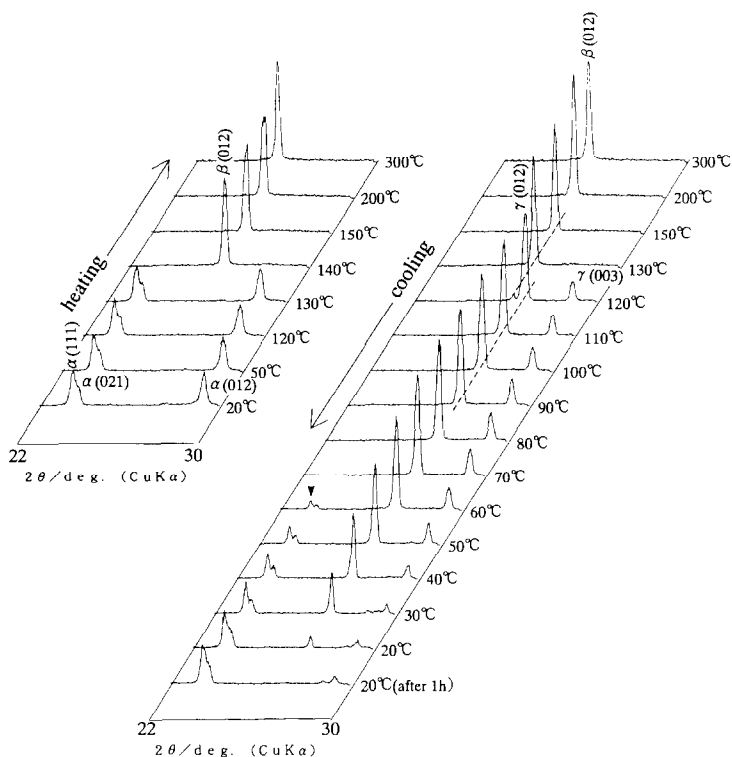 heating
β(012)
300℃
200℃
150℃
140℃
130℃
120℃
50℃
20℃
α(111)
α(021)
α(012)
22
30
2θ/deg. (CuKα)
cooling
β(012)
γ(012)
γ(003)
300℃
200℃
150℃
130℃
120℃
110℃
100℃
90℃
80℃
70℃
60℃
50℃
40℃
30℃
20℃
20℃(after 1h)
22
30
2θ/deg. (CuKα)